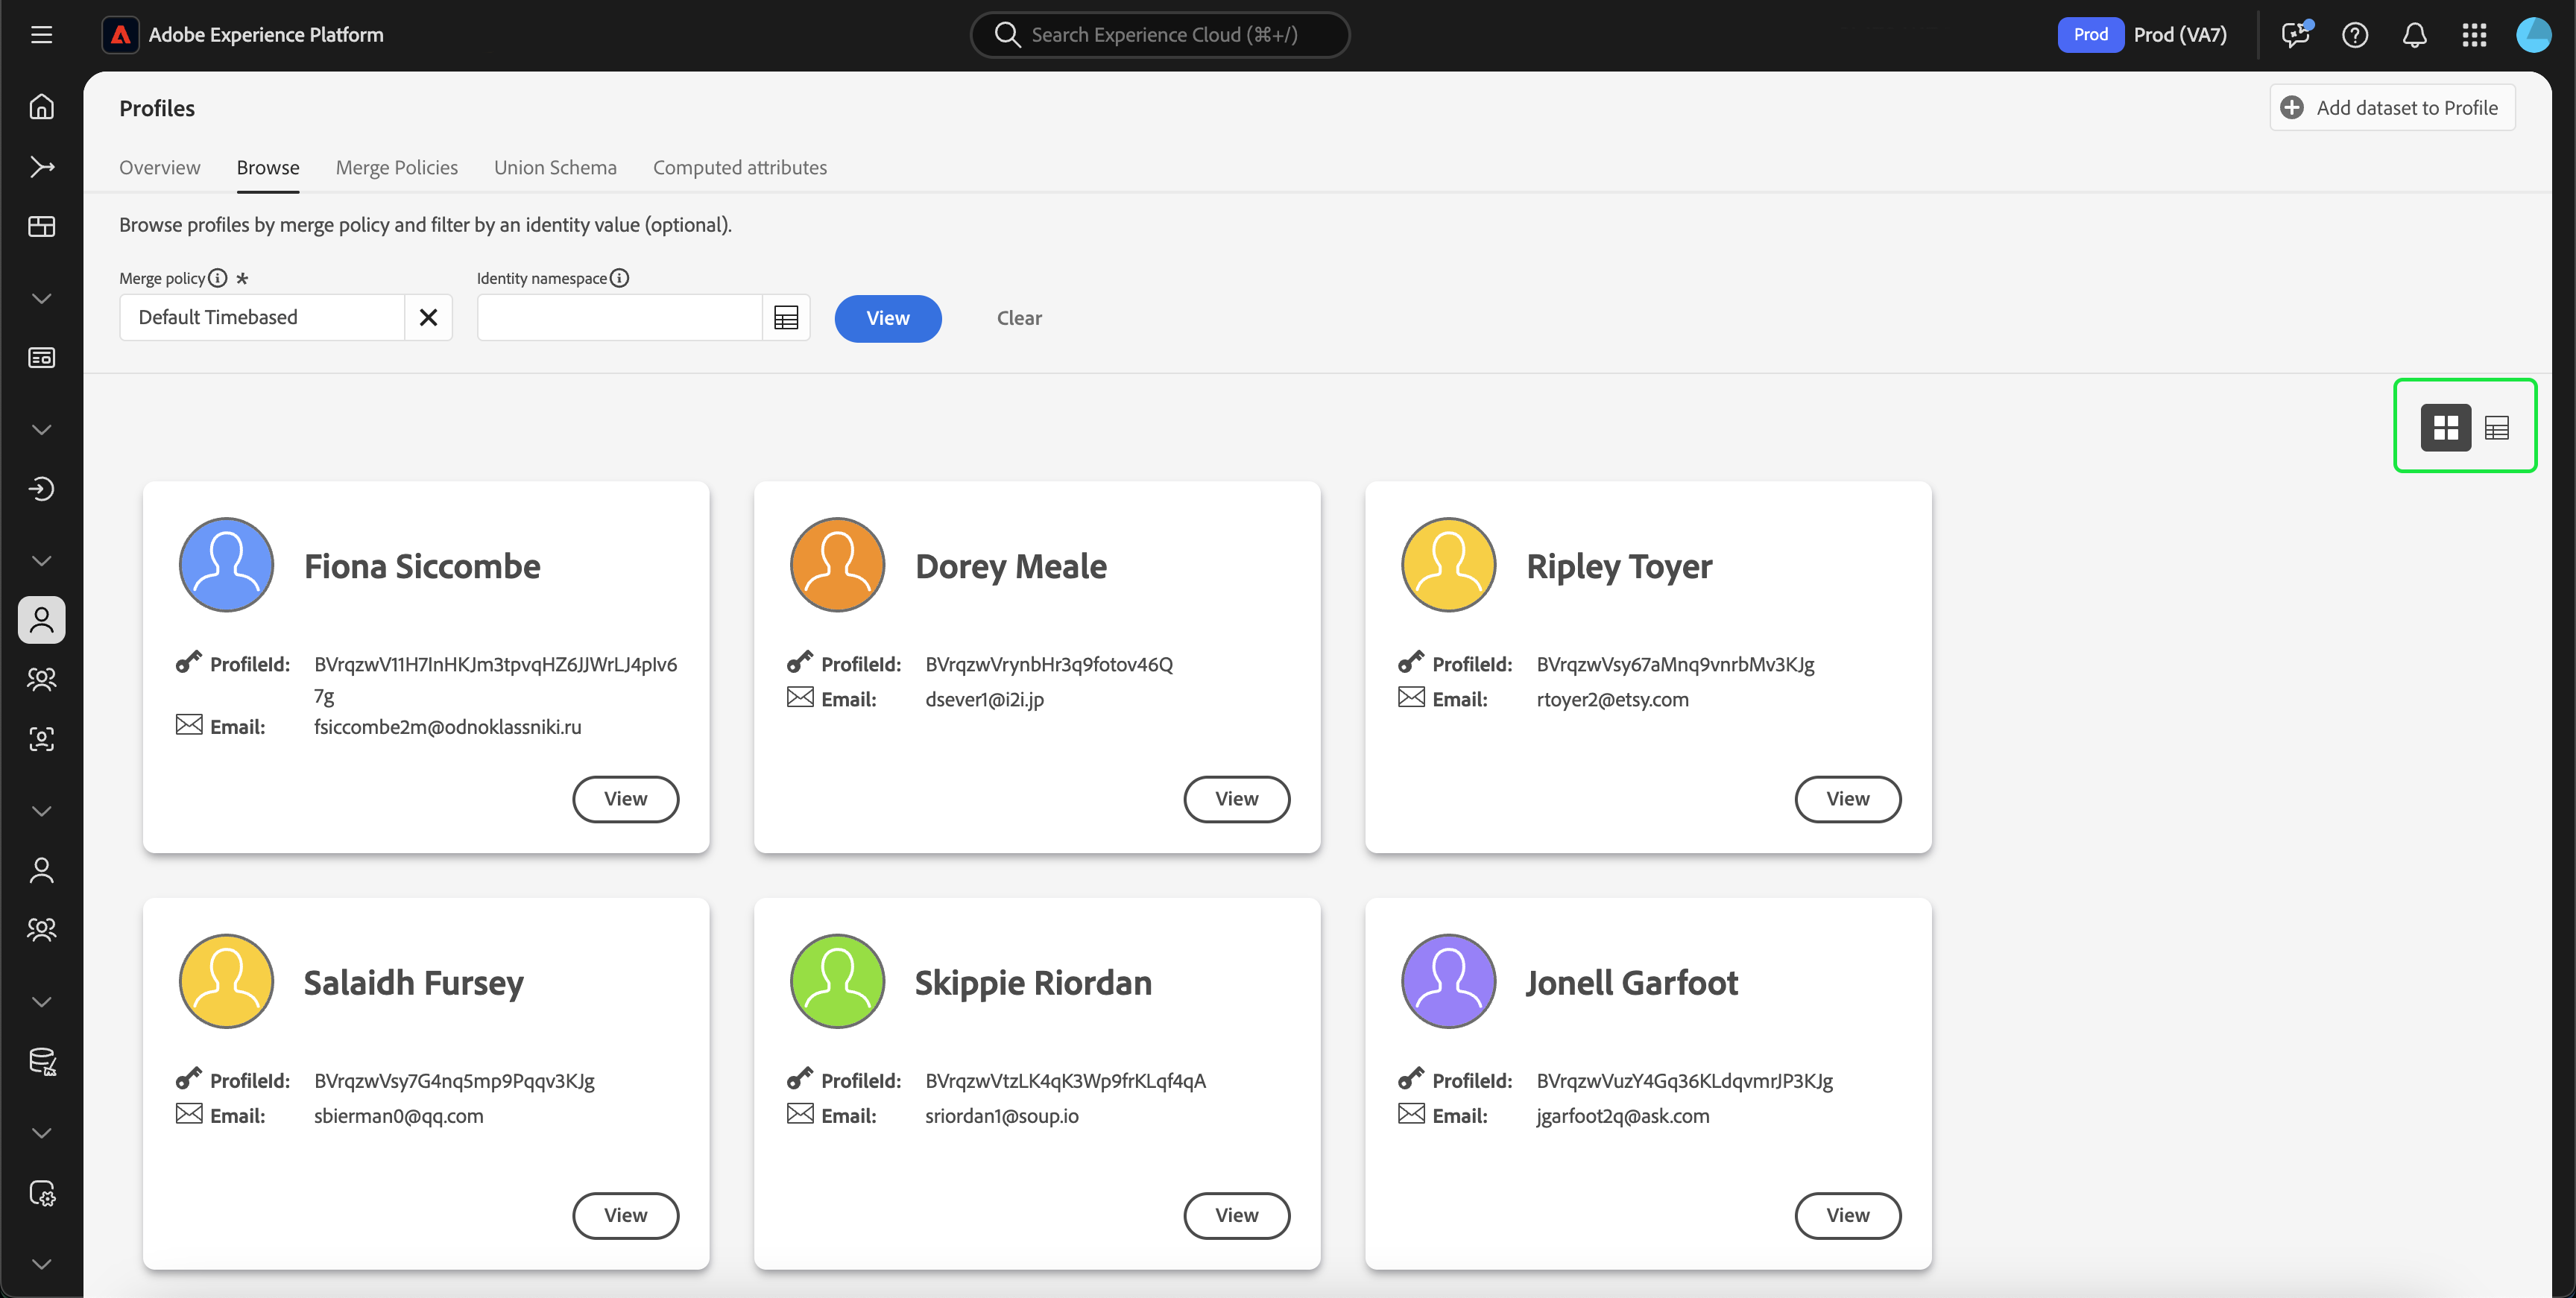 Adobe Experience Platform
Search Experience Cloud (⌘+/)
Prod Prod (VA7)
Profiles
Add dataset to Profile
Overview Browse Merge Policies Union Schema Computed attributes
Browse profiles by merge policy and filter by an identity value (optional).
Merge policy * Identity namespace
Default Timebased View Clear
Fiona Siccombe
ProfileId: BVrqzwV11H7InHKJm3tpvqHZ6JJWrLJ4pIv6
7g
Email: fsiccombe2m@odnoklassniki.ru
View
Dorey Meale
ProfileId: BVrqzwVrynbHr3q9fotov46Q
Email: dsever1@i2i.jp
View
Ripley Toyer
ProfileId: BVrqzwVsy67aMnq9vnrbMv3KJg
Email: rtoyer2@etsy.com
View
Salaidh Fursey
ProfileId: BVrqzwVsy7G4nq5mp9Pqqv3KJg
Email: sbierman0@qq.com
View
Skippie Riordan
ProfileId: BVrqzwVtzLK4qK3Wp9frKLqf4qA
Email: sriordan1@soup.io
View
Jonell Garfoot
ProfileId: BVrqzwVuzY4Gq36KLdqvmrJP3KJg
Email: jgarfoot2q@ask.com
View